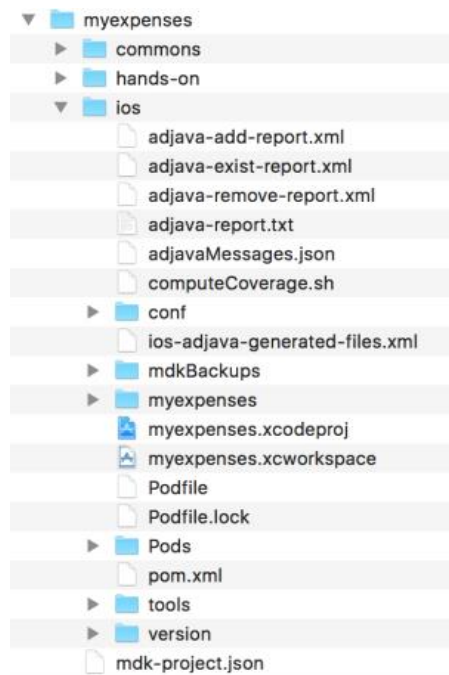 myexpenses
commons
hands-on
ios
adjava-add-report.xml
adjava-exist-report.xml
adjava-remove-report.xml
adjava-report.txt
adjavaMessages.json
computeCoverage.sh
conf
ios-adjava-generated-files.xml
mdkBackups
myexpenses
myexpenses.xcodeproj
myexpenses.xcworkspace
Podfile
Podfile.lock
Pods
pom.xml
tools
version
mdk-project.json